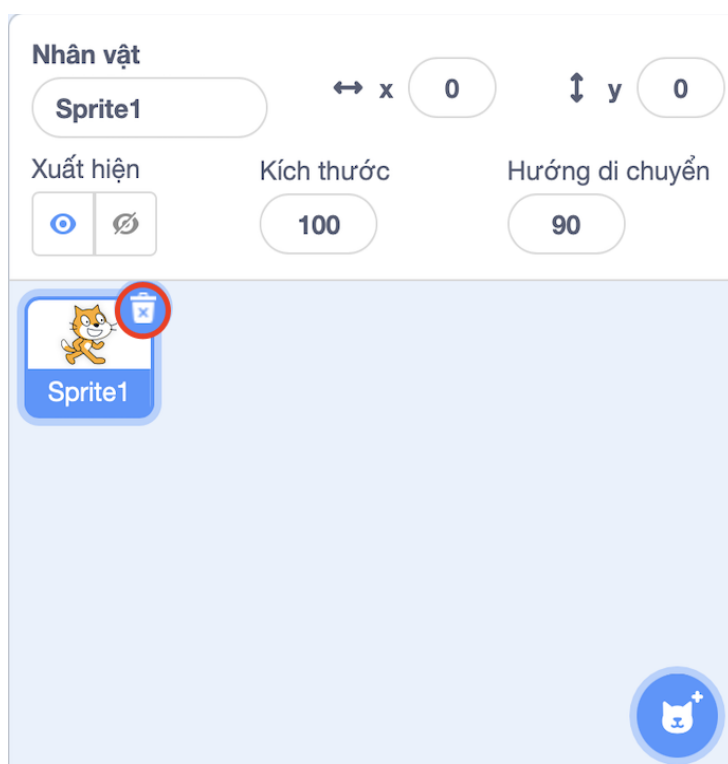 Nhân vật
Sprite1
x 0
y 0
Xuất hiện
Kích thước
Hướng di chuyển
100
90
Sprite1